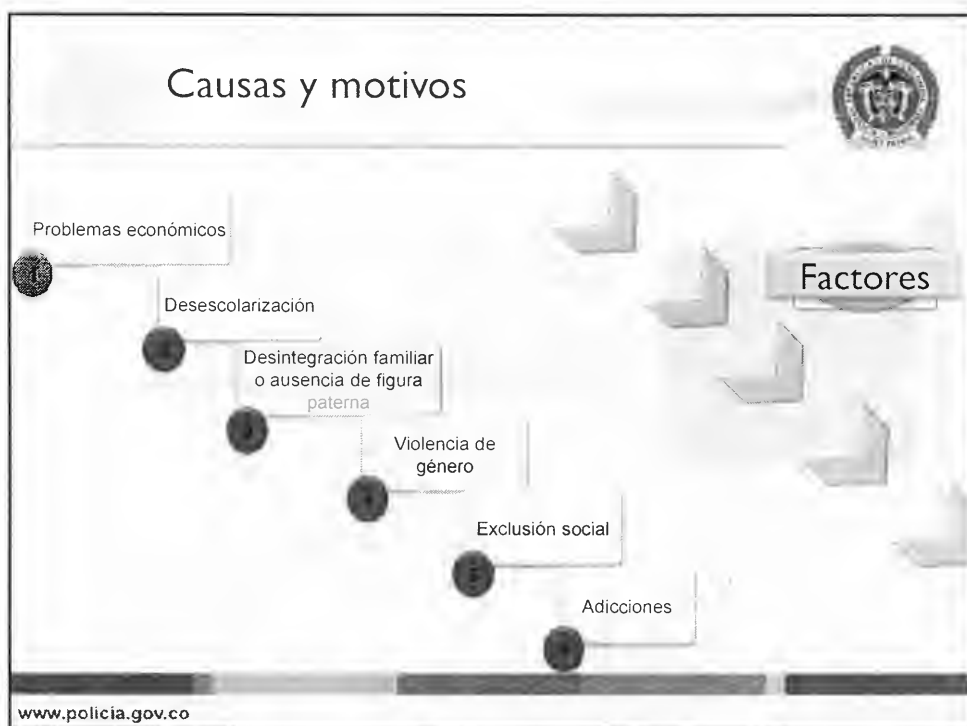 Causas y motivos
Problemas económicos
1
Desescolarización
Desintegración familiar
o ausencia de figura
paterna
Violencia de
género
Exclusión social
Adicciones
Factores
www.policia.gov.co